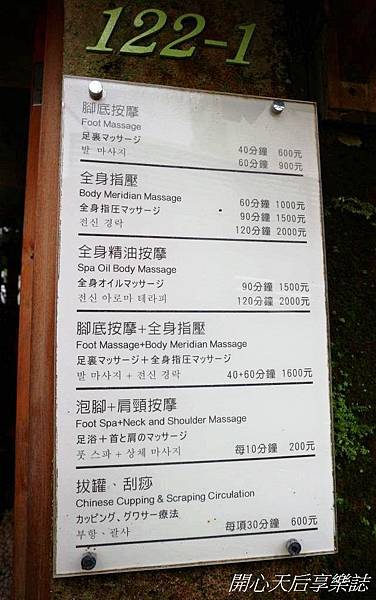 122-1
腳底按摩
Foot Massage
足裏マッサージ
발 마사지
40分鐘 600元
60分鐘 900元
全身指壓
Body Meridian Massage
全身指圧マッサージ
전신 경락
60分鐘 1000元
90分鐘 1500元
120分鐘 2000元
全身精油按摩
Spa Oil Body Massage
全身オイルマッサージ
전신 아로마 테라피
90分鐘 1500元
120分鐘 2000元
腳底按摩+全身指壓
Foot Massage+Body Meridian Massage
足裏マッサージ+全身指圧マッサージ
발 마사지 + 전신 경락
40+60分鐘 1600元
泡腳+肩頸按摩
Foot Spa+Neck and Shoulder Massage
足浴+首と肩のマッサージ
풋 스파 + 상체 마사지
每10分鐘 200元
拔罐、刮痧
Chinese Cupping & Scraping Circulation
カッピング、グワサー療法
부항、괄사
每項30分鐘 600元
開心天后享樂誌